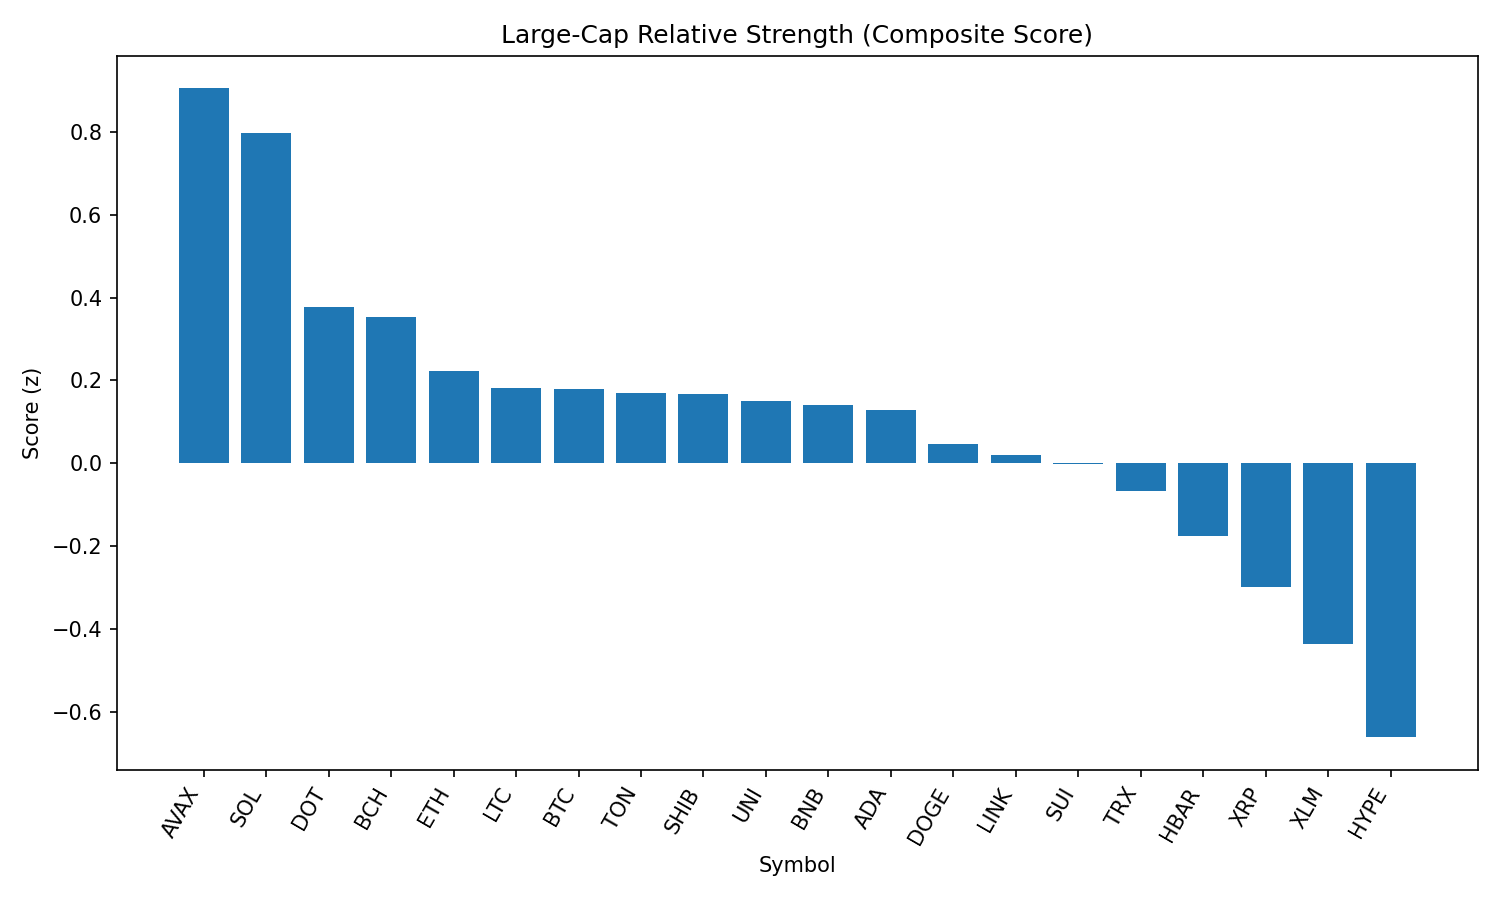 Large-Cap Relative Strength (Composite Score)
Score (z)
0.8
0.6
0.4
0.2
0.0
−0.2
−0.4
−0.6
AVAX
SOL
DOT
BCH
ETH
LTC
BTC
TON
SHIB
UNI
BNB
ADA
DOGE
LINK
SUI
TRX
HBAR
XRP
XLM
HYPE
Symbol